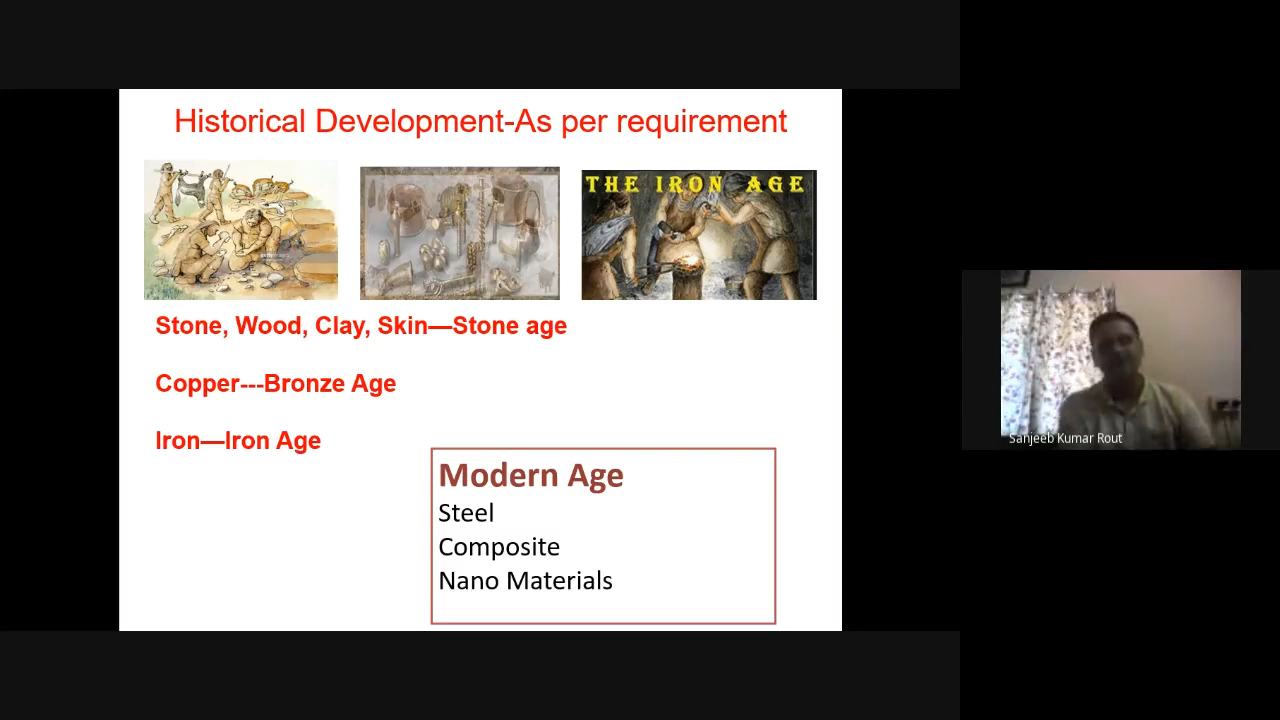 Historical Development-As per requirement
THE IRON AGE
Stone, Wood, Clay, Skin—Stone age
Copper---Bronze Age
Iron—Iron Age
Modern Age
Steel
Composite
Nano Materials
Sanjeeb Kumar Rout